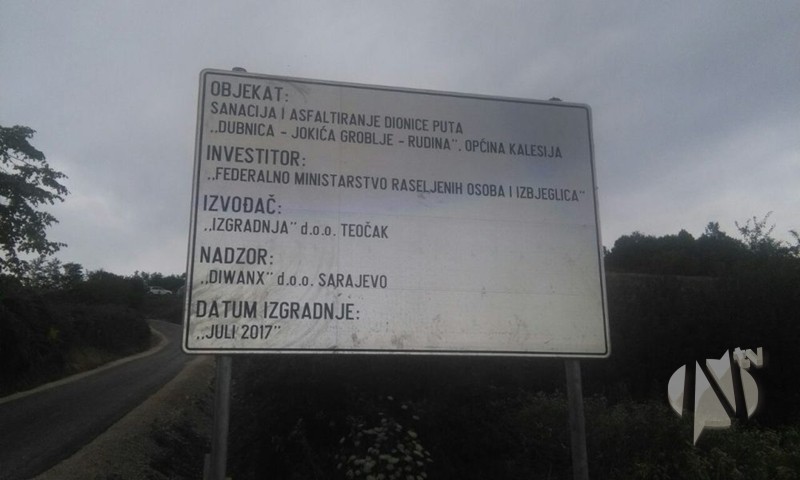 OBJEKAT:
SANACIJA I ASFALTIRANJE DIONICE PUTA
„DUBNICA - JOKIĆA GROBLJE - RUDINA", OPĆINA KALESIJA
INVESTITOR:
„FEDERALNO MINISTARSTVO RASELJENIH OSOBA I IZBJEGLICA"
IZVOĐAČ:
„IZGRADNJA" d.o.o. TEOČAK
NADZOR:
„DIWANX" d.o.o. SARAJEVO
DATUM IZGRADNJE:
„JULI 2017"
N tv